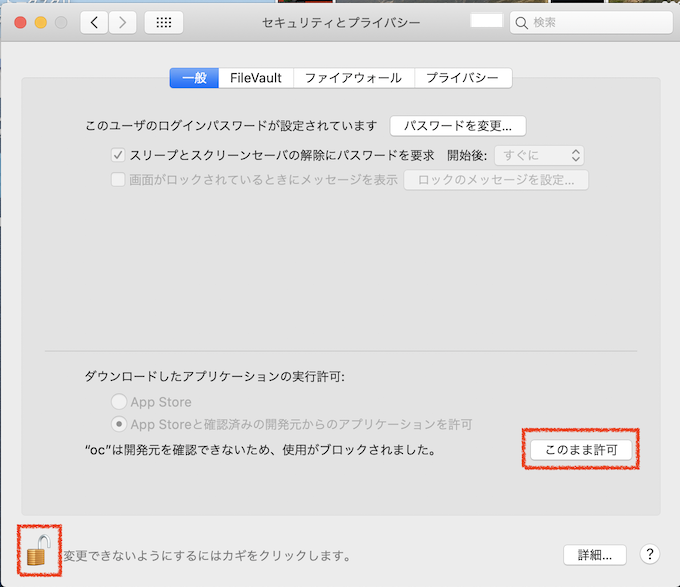 セキュリティとプライバシー
検索
一般 FileVault ファイアウォール プライバシー
このユーザのログインパスワードが設定されています パスワードを変更...
スリープとスクリーンセーバの解除にパスワードを要求 開始後: すぐに
画面がロックされているときにメッセージを表示 ロックのメッセージを設定...
ダウンロードしたアプリケーションの実行許可:
App Store
App Storeと確認済みの開発元からのアプリケーションを許可
“oc”は開発元を確認できないため、使用がブロックされました。 このまま許可
変更できないようにするにはカギをクリックします。 詳細... ?